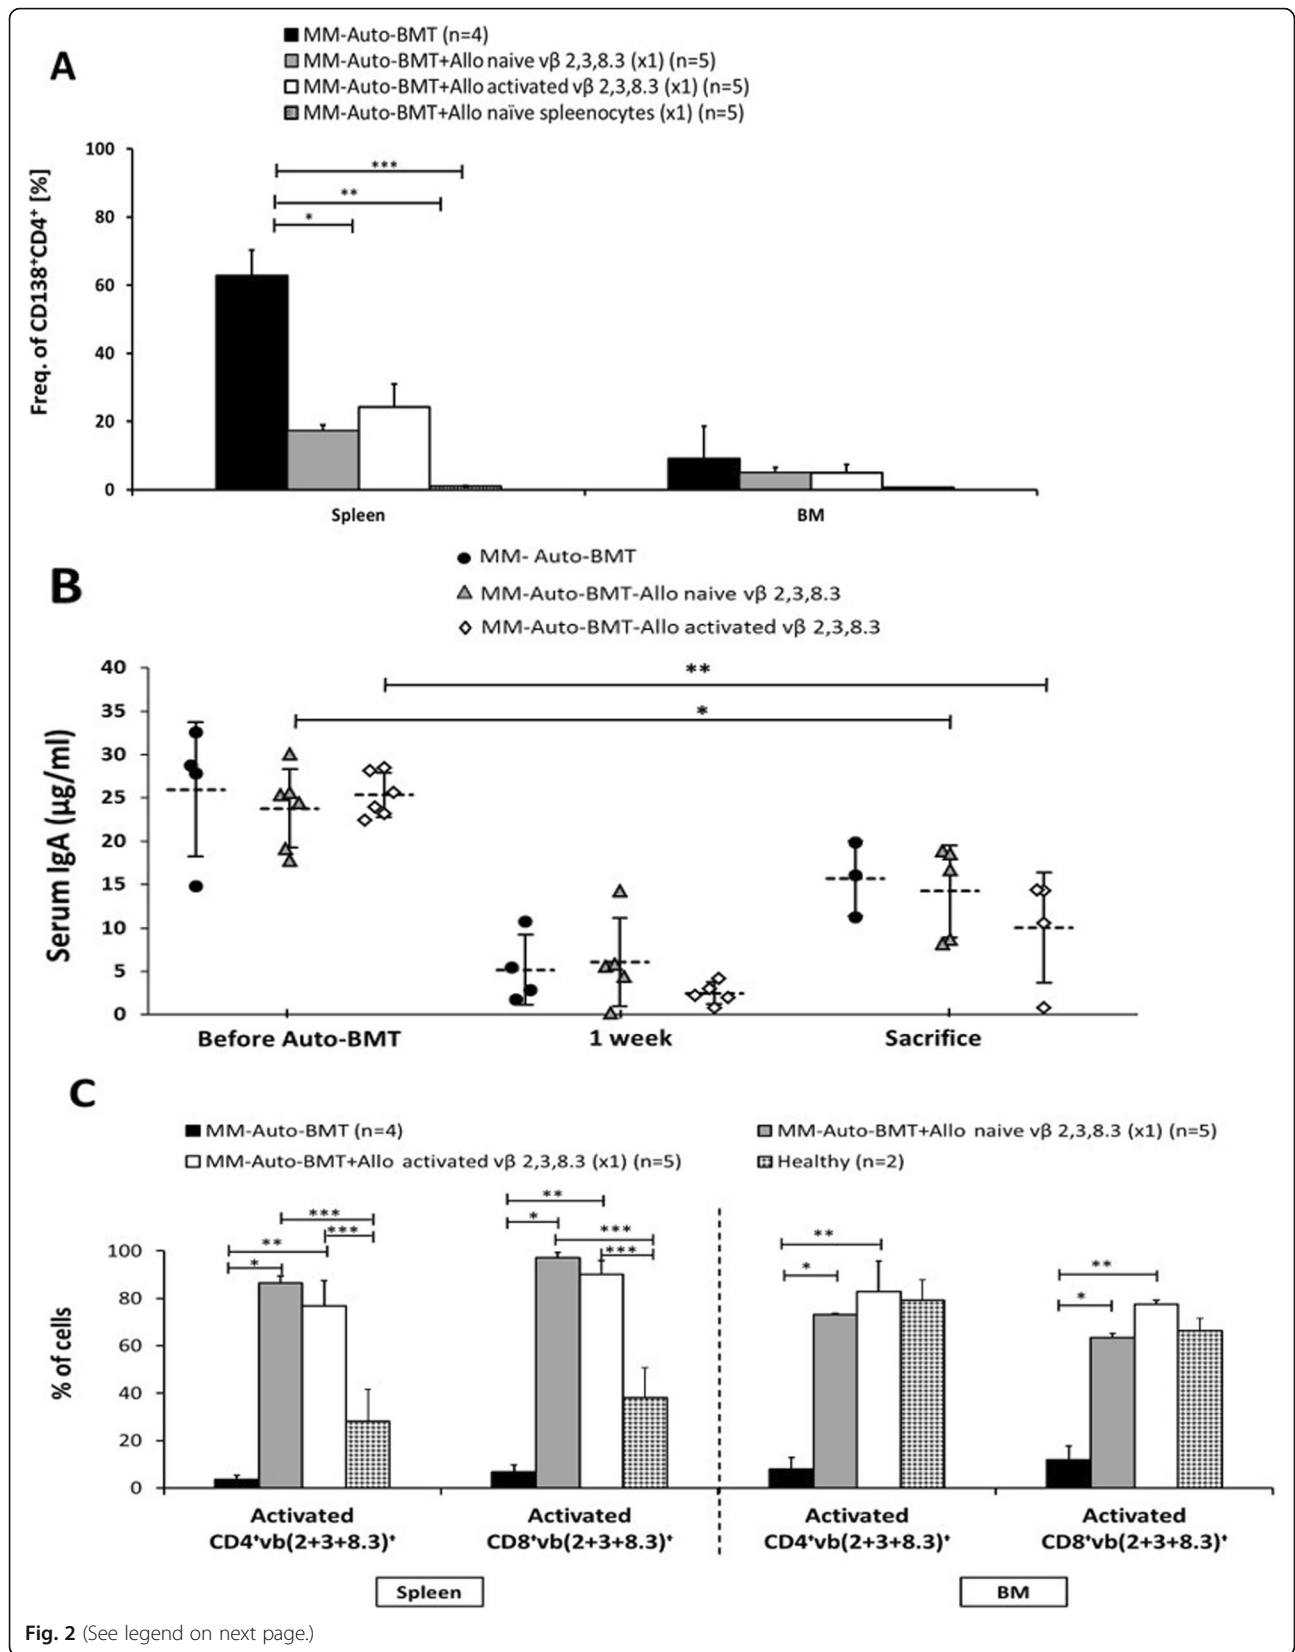 A
MM-Auto-BMT (n=4)
MM-Auto-BMT+Allo naive vβ 2,3,8.3 (x1) (n=5)
MM-Auto-BMT+Allo activated vβ 2,3,8.3 (x1) (n=5)
MM-Auto-BMT+Allo naïve spleenocytes (x1) (n=5)
Freq. of CD138⁺CD4⁺ [%]
100
80
60
40
20
0
***
**
*
Spleen BM
B
MM- Auto-BMT
MM-Auto-BMT-Allo naive vβ 2,3,8.3
MM-Auto-BMT-Allo activated vβ 2,3,8.3
Serum IgA (µg/ml)
40
35
30
25
20
15
10
5
0
**
*
Before Auto-BMT 1 week Sacrifice
C
MM-Auto-BMT (n=4) MM-Auto-BMT+Allo naive vβ 2,3,8.3 (x1) (n=5)
MM-Auto-BMT+Allo activated vβ 2,3,8.3 (x1) (n=5) Healthy (n=2)
% of cells
100
80
60
40
20
0
*** *** ** *
** * *** ***
** *
** *
Activated Activated Activated Activated
CD4⁺vb(2+3+8.3)⁺ CD8⁺vb(2+3+8.3)⁺ CD4⁺vb(2+3+8.3)⁺ CD8⁺vb(2+3+8.3)⁺
Spleen BM
Fig. 2 (See legend on next page.)